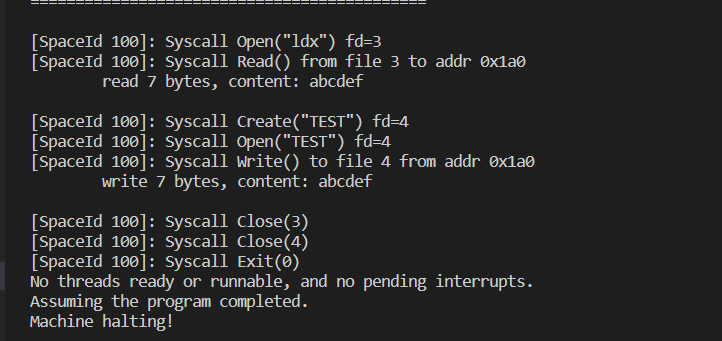 ============================================
[SpaceId 100]: Syscall Open("ldx") fd=3
[SpaceId 100]: Syscall Read() from file 3 to addr 0x1a0
        read 7 bytes, content: abcdef
[SpaceId 100]: Syscall Create("TEST") fd=4
[SpaceId 100]: Syscall Open("TEST") fd=4
[SpaceId 100]: Syscall Write() to file 4 from addr 0x1a0
        write 7 bytes, content: abcdef
[SpaceId 100]: Syscall Close(3)
[SpaceId 100]: Syscall Close(4)
[SpaceId 100]: Syscall Exit(0)
No threads ready or runnable, and no pending interrupts.
Assuming the program completed.
Machine halting!